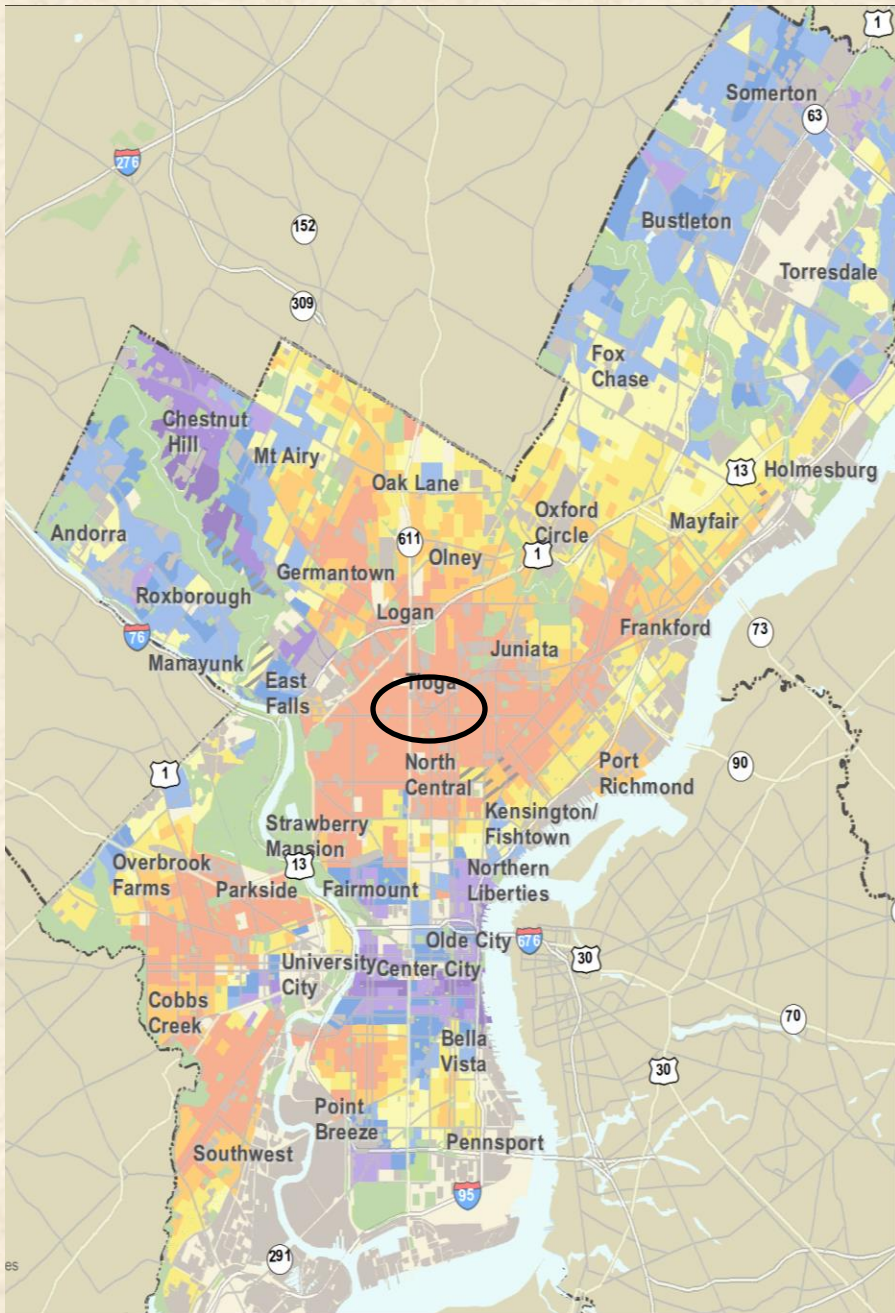 1
Somerton
63
276
Bustleton
152
Torresdale
309
Fox
Chase
Chestnut
Hill
Mt Airy
13
Holmesburg
Oak Lane
Oxford
Circle
Mayfair
Andorra
611
Olney
1
Germantown
Roxborough
Logan
Frankford
73
76
Juniata
Manayunk
East
Falls
Tioga
North
Central
Port
Richmond
90
1
Kensington/
Fishtown
Strawberry
Mansion
13
Overbrook
Farms
Parkside
Fairmount
Northern
Liberties
Olde City
676
30
University
City
Center City
Cobbs
Creek
70
Bella
Vista
30
Point
Breeze
Pennsport
Southwest
95
291
es